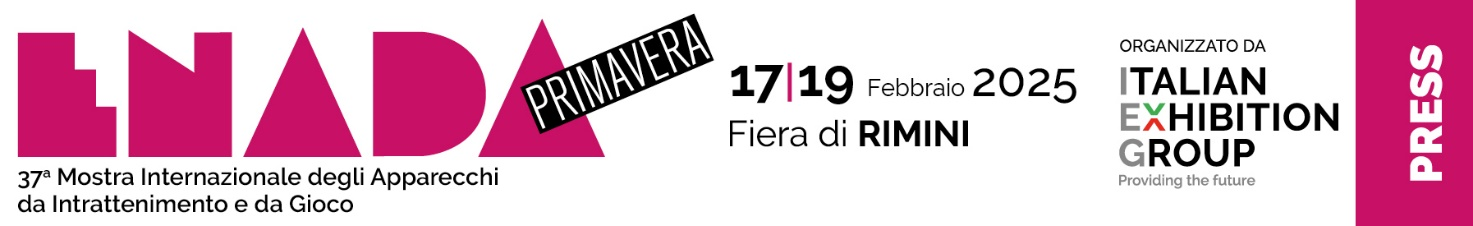 ENADA
PRIMAVERA
37ª Mostra Internazionale degli Apparecchi
da Intrattenimento e da Gioco
17|19 Febbraio 2025
Fiera di RIMINI
ORGANIZZATO DA
ITALIAN
EXHIBITION
GROUP
Providing the future
PRESS